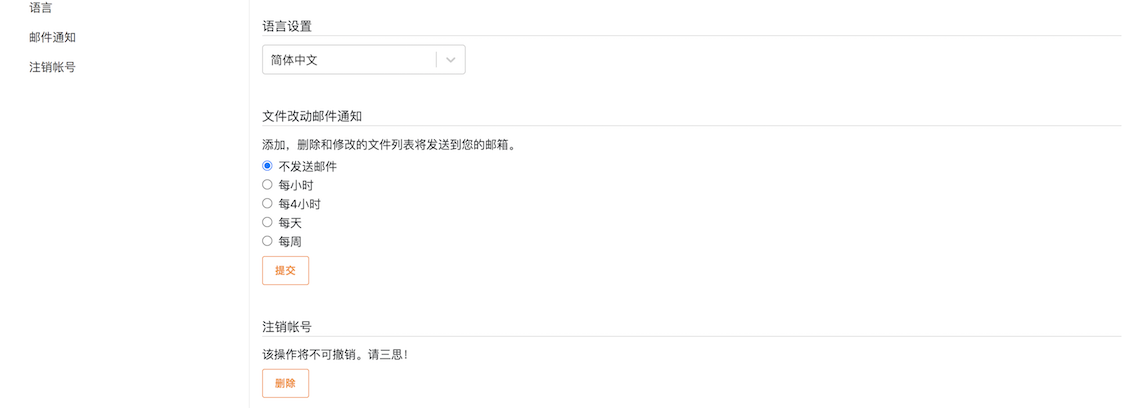 语言
邮件通知
注销帐号
语言设置
简体中文
文件改动邮件通知
添加，删除和修改的文件列表将发送到您的邮箱。
不发送邮件
每小时
每4小时
每天
每周
提交
注销帐号
该操作将不可撤销。请三思！
删除